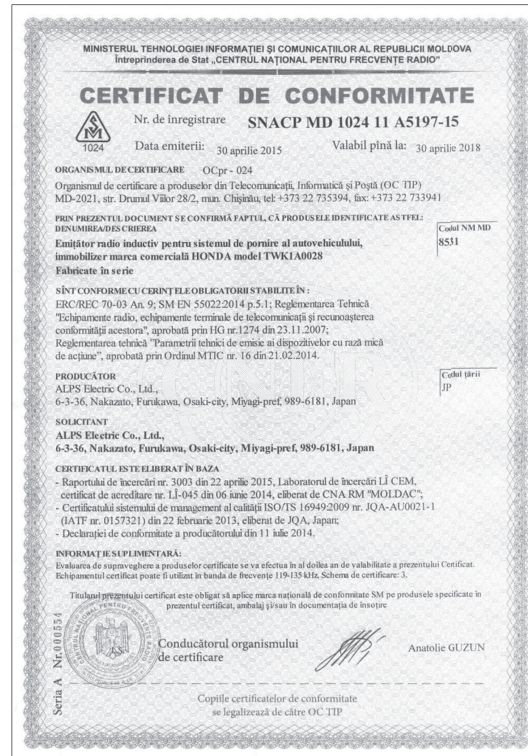 MINISTERUL TEHNOLOGIEI INFORMAȚIEI ȘI COMUNICAȚIILOR AL REPUBLICII MOLDOVA
Întreprinderea de Stat „CENTRUL NAȚIONAL PENTRU FRECVENȚE RADIO”
CERTIFICAT DE CONFORMITATE
Nr. de înregistrare SNACP MD 1024 11 A5197-15
SM
1024
Data emiterii: 30 aprilie 2015 Valabil pînă la: 30 aprilie 2018
ORGANISMUL DE CERTIFICARE OCpr - 024
Organismul de certificare a produselor din Telecomunicații, Informatică și Poștă (OC TIP)
MD-2021, str. Drumul Viilor 28/2, mun. Chișinău, tel: +373 22 735394, fax: +373 22 733941
PRIN PREZENTUL DOCUMENT SE CONFIRMĂ FAPTUL, CĂ PRODUSELE IDENTIFICATE ASTFEL:
DENUMIREA/DESCRIEREA
Codul NM MD
8531
Emițător radio inductiv pentru sistemul de pornire al autovehiculului,
immobilizer marca comercială HONDA model TWK1A0028
Fabricate în serie
SÎNT CONFORME CU CERINȚELE OBLIGATORII STABILITE ÎN :
ERC/REC 70-03 An. 9; SM EN 55022:2014 p.5.1; Reglementarea Tehnică
"Echipamente radio, echipamente terminale de telecomunicații și recunoașterea
conformității acestora", aprobată prin HG nr.1274 din 23.11.2007;
Reglementarea tehnică "Parametrii tehnici de emisie ai dispozitivelor cu rază mică
de acțiune", aprobată prin Ordinul MTIC nr. 16 din 21.02.2014.
PRODUCĂTOR
Codul țării
JP
ALPS Electric Co., Ltd.,
6-3-36, Nakazato, Furukawa, Osaki-city, Miyagi-pref, 989-6181, Japan
SOLICITANT
ALPS Electric Co., Ltd.,
6-3-36, Nakazato, Furukawa, Osaki-city, Miyagi-pref, 989-6181, Japan
CERTIFICATUL ESTE ELIBERAT ÎN BAZA
- Raportului de încercări nr. 3003 din 22 aprilie 2015, Laboratorul de încercări LÎ CEM,
certificat de acreditare nr. LÎ-045 din 06 iunie 2014, eliberat de CNA RM "MOLDAC";
- Certificatului sistemului de management al calității ISO/TS 16949:2009 nr. JQA-AU0021-1
(IATF nr. 0157321) din 22 februarie 2013, eliberat de JQA, Japan;
- Declarației de conformitate a producătorului din 11 iulie 2014.
INFORMAȚIE SUPLIMENTARĂ:
Evaluarea de supraveghere a produselor certificate se va efectua în al doilea an de valabilitate a prezentului Certificat.
Echipamentul certificat poate fi utilizat în banda de frecvențe 119-135 kHz. Schema de certificare: 3.
Titularul prezentului certificat este obligat să aplice marca națională de conformitate SM pe produsele specificate în
prezentul certificat, ambalaj și/sau în documentația de însoțire
Seria A Nr.000554
Conducătorul organismului
de certificare
Anatolie GUZUN
Copiile certificatelor de conformitate
se legalizează de către OC TIP